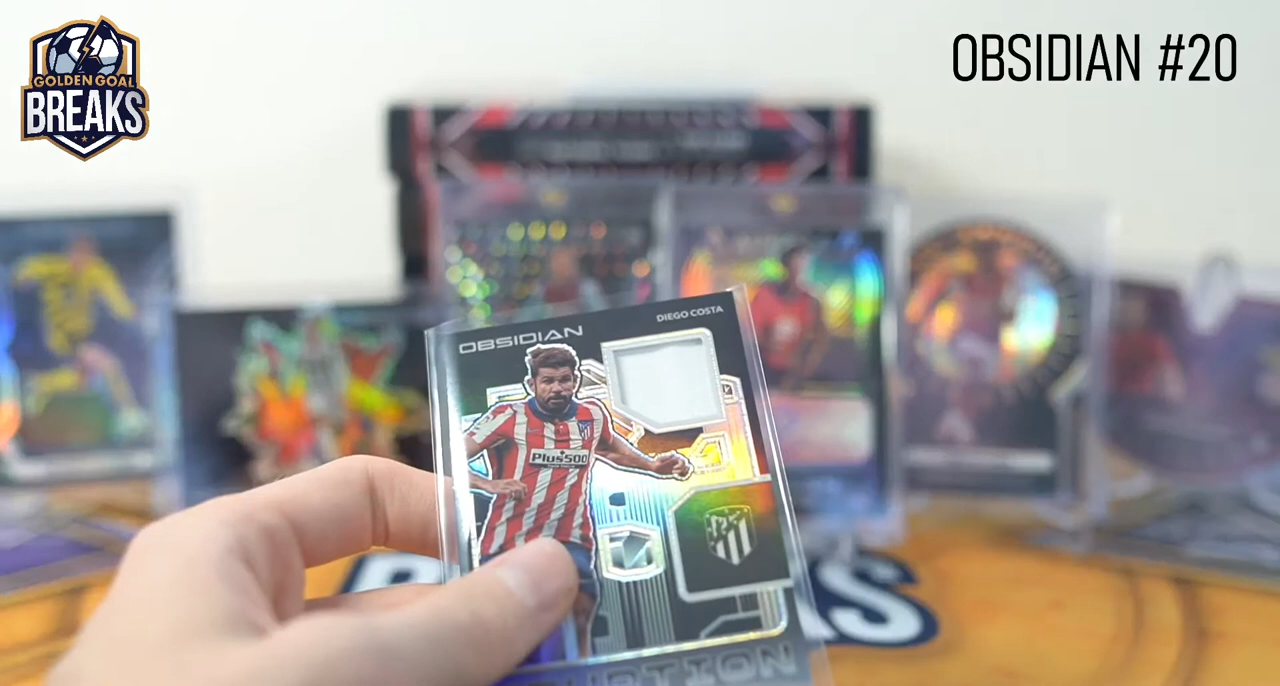 GOLDEN GOAL
BREAKS
OBSIDIAN #20
OBSIDIAN
DIEGO COSTA
Plus500